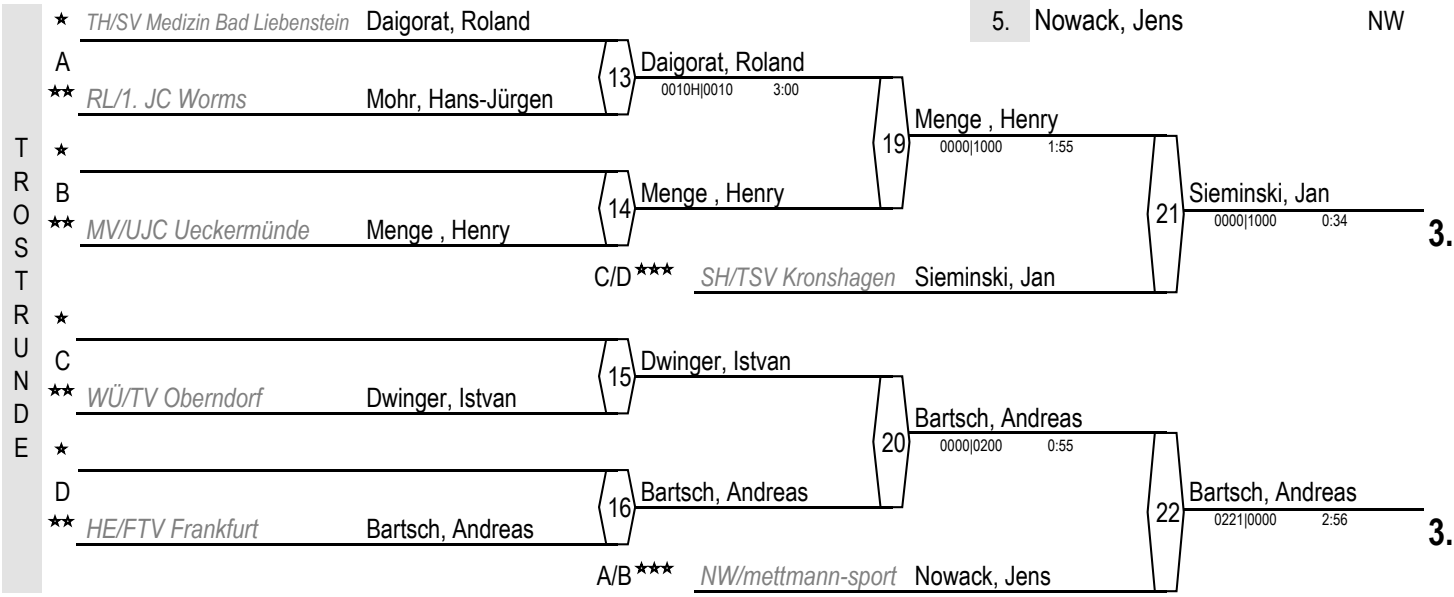 TROSTRUNDE
★ TH/SV Medizin Bad Liebenstein Daigorat, Roland
5. Nowack, Jens NW
A
13 Daigorat, Roland
0010H|0010 3:00
★★ RL/1. JC Worms Mohr, Hans-Jürgen
19 Menge , Henry
0000|1000 1:55
★
B
14 Menge , Henry
★★ MV/UJC Ueckermünde Menge , Henry
21 Sieminski, Jan
0000|1000 0:34
3.
C/D ★★★ SH/TSV Kronshagen Sieminski, Jan
★
C
15 Dwinger, Istvan
★★ WÜ/TV Oberndorf Dwinger, Istvan
20 Bartsch, Andreas
0000|0200 0:55
★
D
16 Bartsch, Andreas
★★ HE/FTV Frankfurt Bartsch, Andreas
22 Bartsch, Andreas
0221|0000 2:56
3.
A/B ★★★ NW/mettmann-sport Nowack, Jens